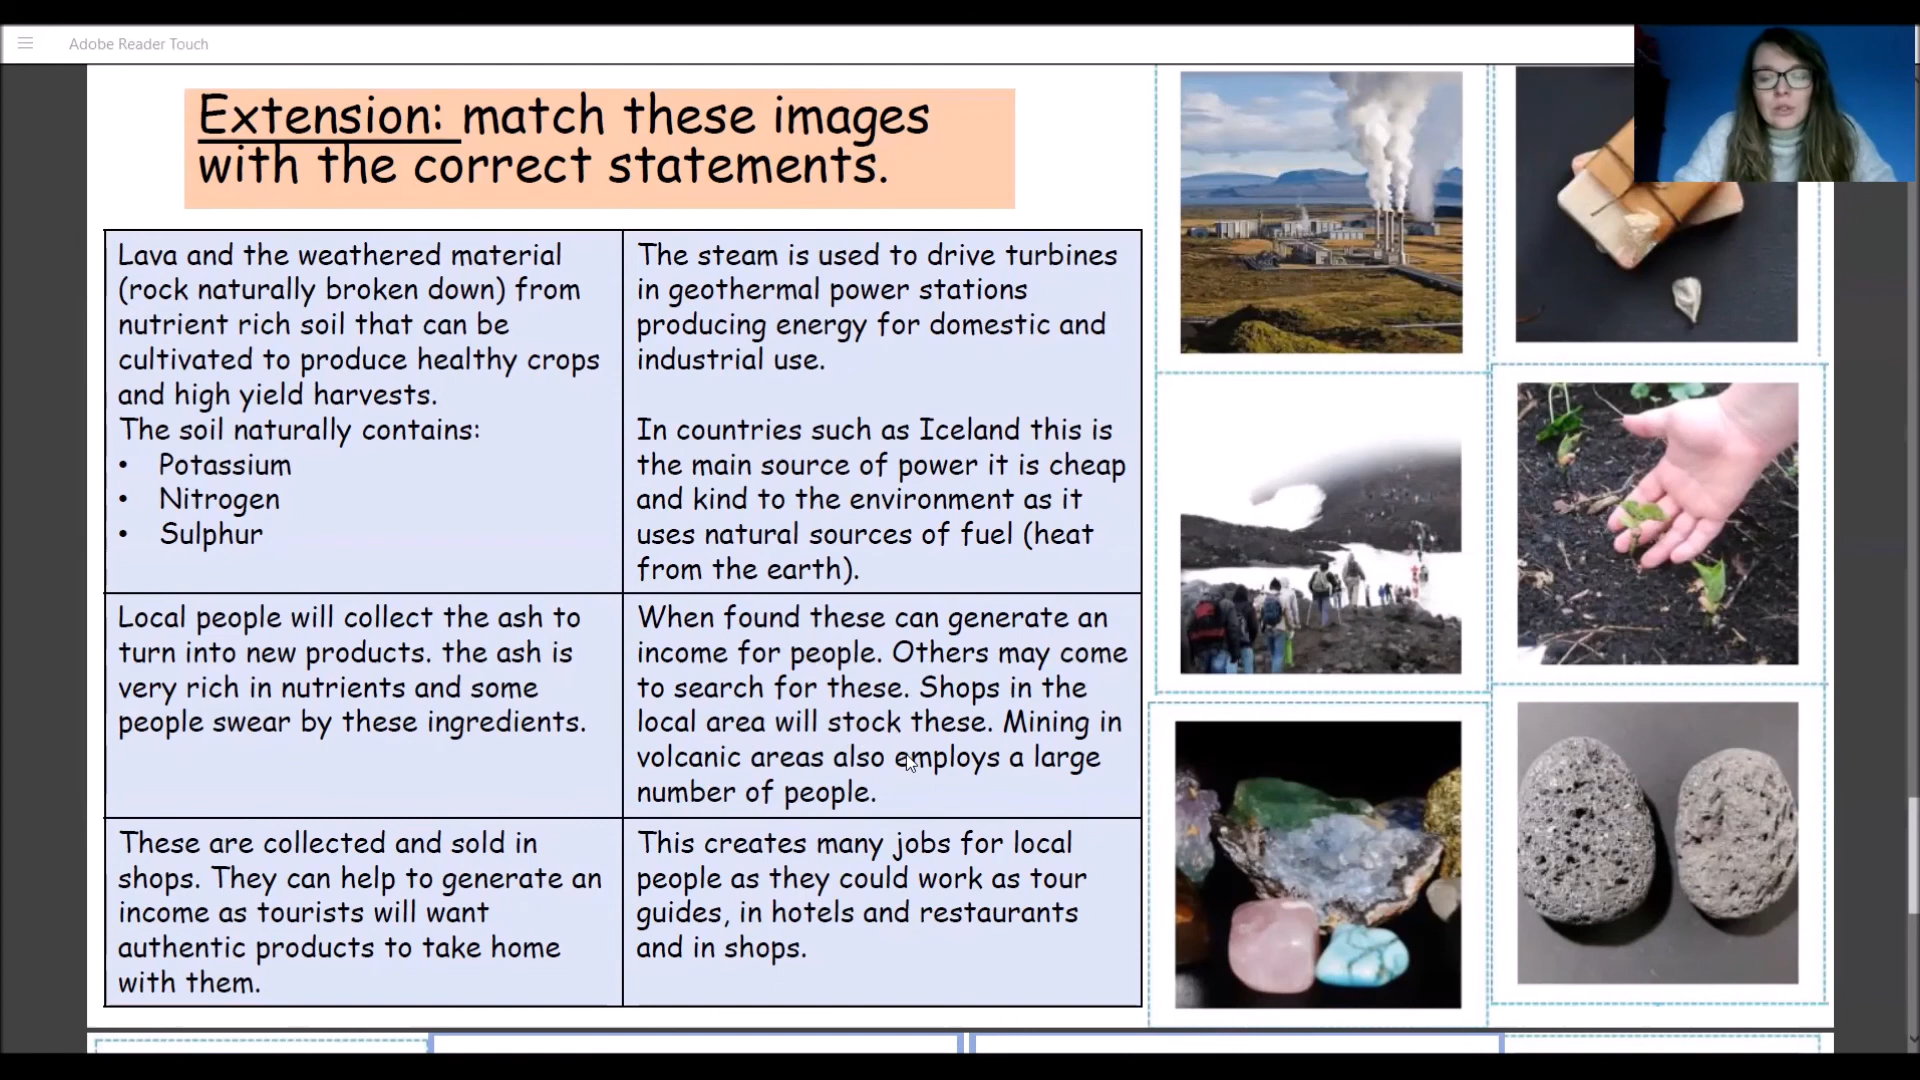 Adobe Reader Touch
Extension: match these images
with the correct statements.
Lava and the weathered material
(rock naturally broken down) from
nutrient rich soil that can be
cultivated to produce healthy crops
and high yield harvests.
The soil naturally contains:
• Potassium
• Nitrogen
• Sulphur
The steam is used to drive turbines
in geothermal power stations
producing energy for domestic and
industrial use.
In countries such as Iceland this is
the main source of power it is cheap
and kind to the environment as it
uses natural sources of fuel (heat
from the earth).
Local people will collect the ash to
turn into new products. the ash is
very rich in nutrients and some
people swear by these ingredients.
When found these can generate an
income for people. Others may come
to search for these. Shops in the
local area will stock these. Mining in
volcanic areas also employs a large
number of people.
These are collected and sold in
shops. They can help to generate an
income as tourists will want
authentic products to take home
with them.
This creates many jobs for local
people as they could work as tour
guides, in hotels and restaurants
and in shops.